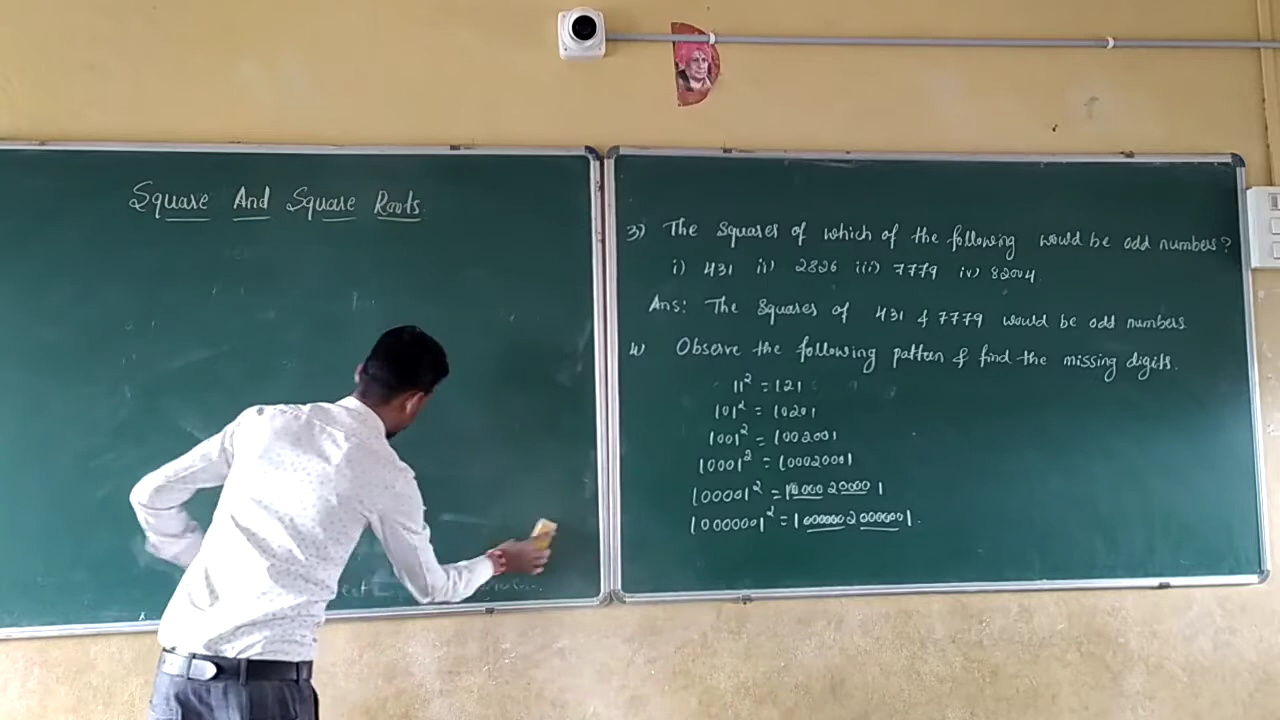 Square And Square Roots.
3) The squares of which of the following would be odd numbers?
i) 431 ii) 2826 iii) 7779 iv) 82004.
Ans: The squares of 431 & 7779 would be odd numbers.
4) Observe the following pattern & find the missing digits.
11² = 121
101² = 10201
1001² = 1002001
10001² = 100020001
100001² = 10000200001
10000001² = 100000020000001.